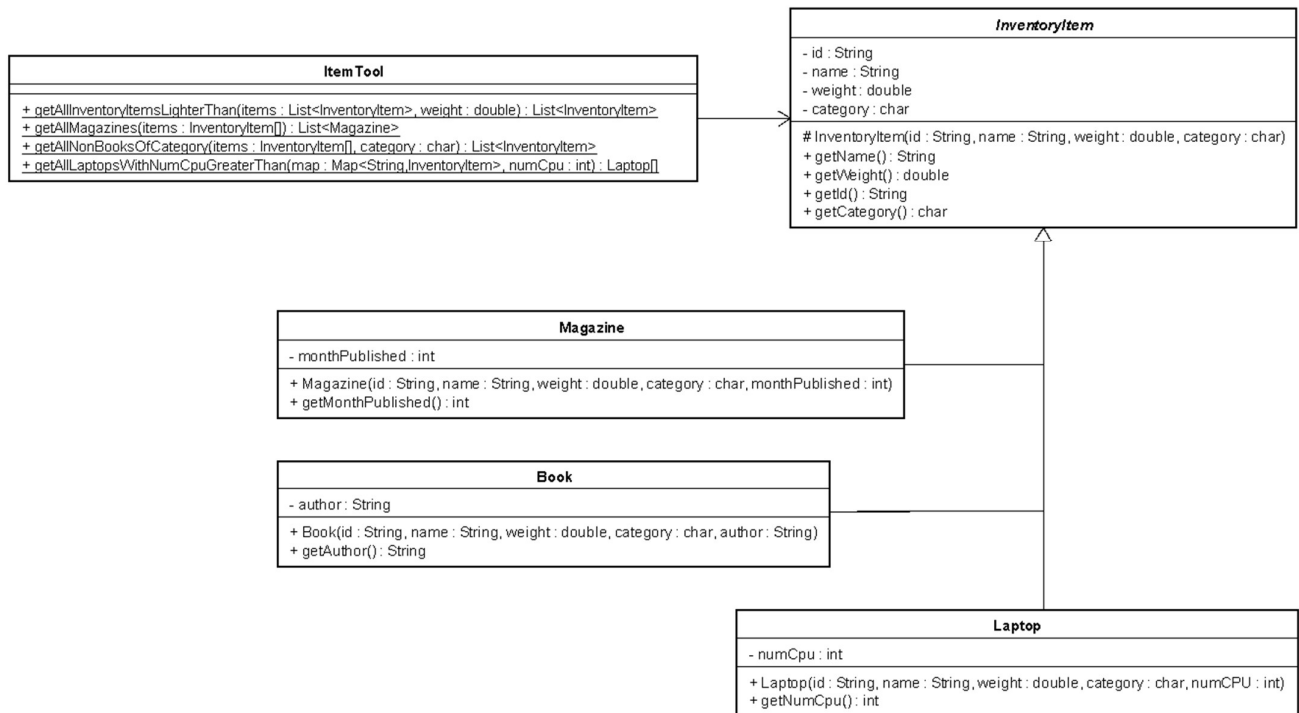 InventoryItem
- id : String
- name : String
- weight : double
- category : char
# InventoryItem(id : String, name : String, weight : double, category : char)
+ getName() : String
+ getWeight() : double
+ getId() : String
+ getCategory() : char
ItemTool
+ getAllInventoryItemsLighterThan(items : List<InventoryItem>, weight : double) : List<InventoryItem>
+ getAllMagazines(items : InventoryItem[]) : List<Magazine>
+ getAllNonBooksOfCategory(items : InventoryItem[], category : char) : List<InventoryItem>
+ getAllLaptopsWithNumCpuGreaterThan(map : Map<String,InventoryItem>, numCpu : int) : Laptop[]
Magazine
- monthPublished : int
+ Magazine(id : String, name : String, weight : double, category : char, monthPublished : int)
+ getMonthPublished() : int
Book
- author : String
+ Book(id : String, name : String, weight : double, category : char, author : String)
+ getAuthor() : String
Laptop
- numCpu : int
+ Laptop(id : String, name : String, weight : double, category : char, numCPU : int)
+ getNumCpu() : int